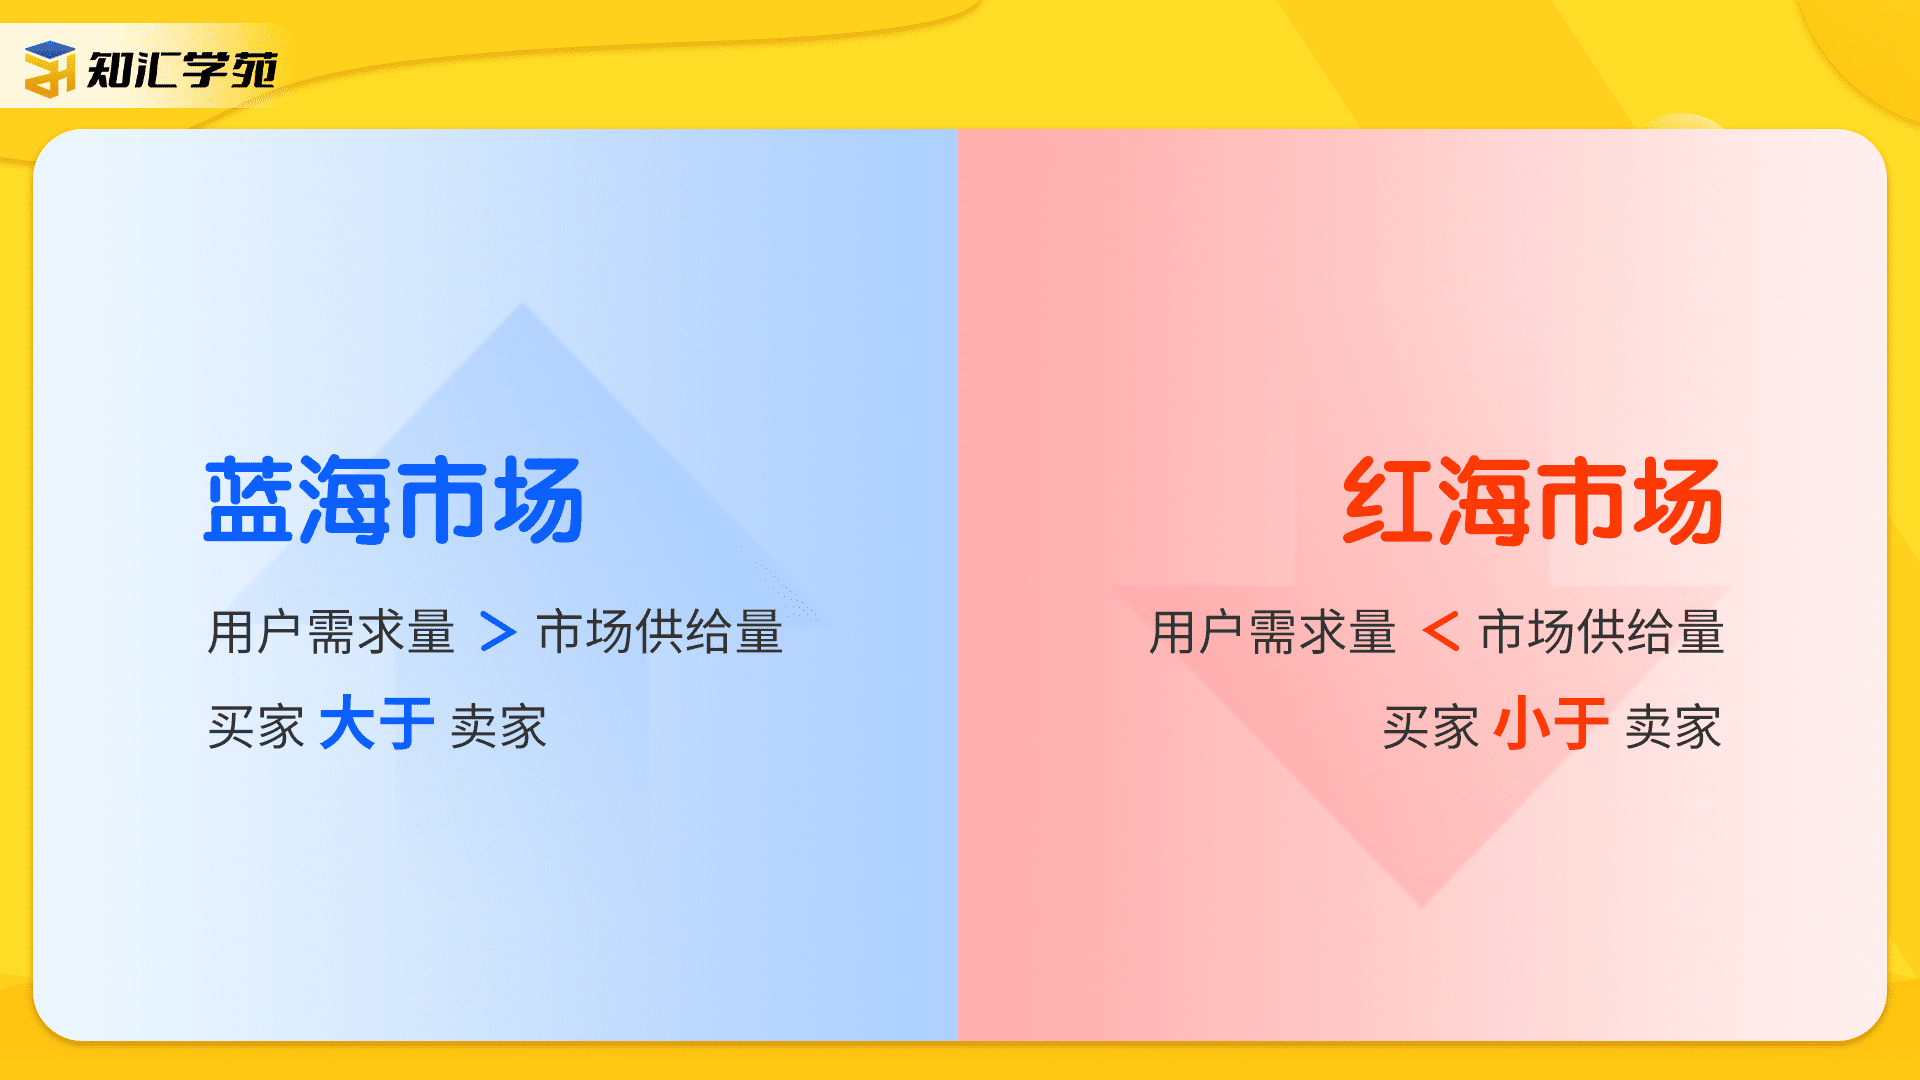 知汇学苑
蓝海市场
用户需求量 > 市场供给量
买家 大于 卖家
红海市场
用户需求量 < 市场供给量
买家 小于 卖家